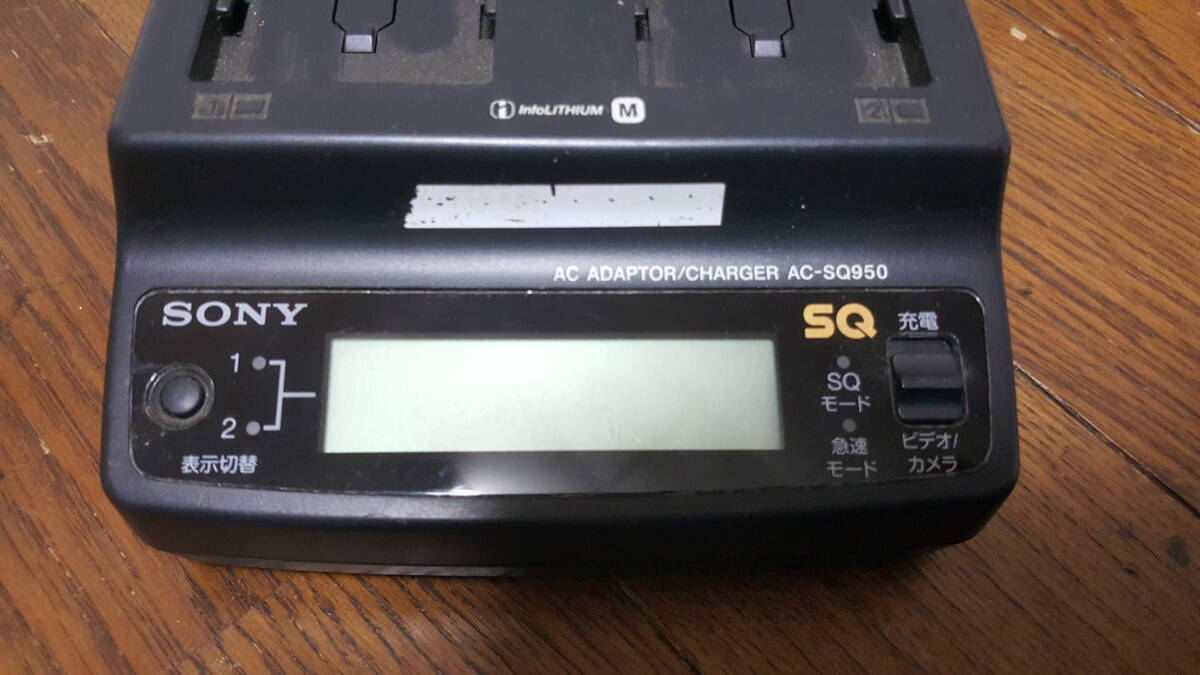 1
InfoLITHIUM M
2
AC ADAPTOR/CHARGER AC-SQ950
SONY
SQ
充電
1
2
表示切替
SQ
モード
急速
モード
ビデオ/
カメラ